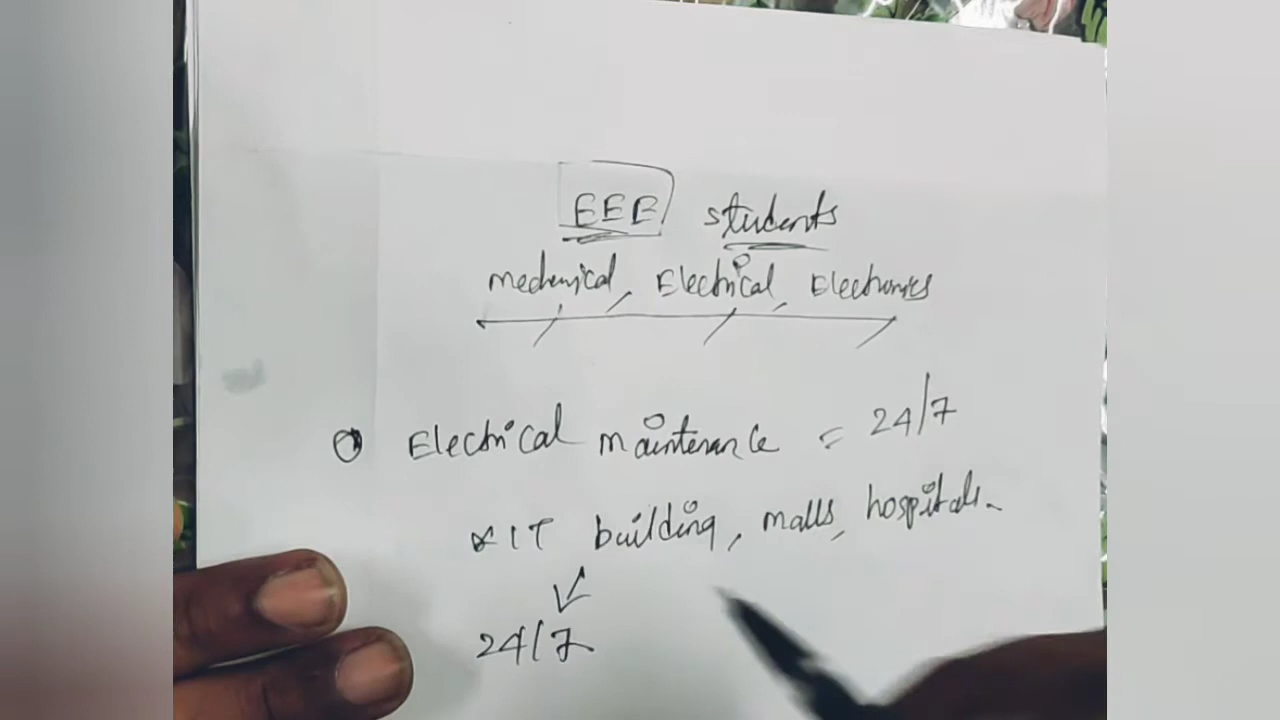 EEE students
mechanical, Electrical, Electronics
Electrical maintenance = 24/7
* IT building, malls, hospitals.
24/7